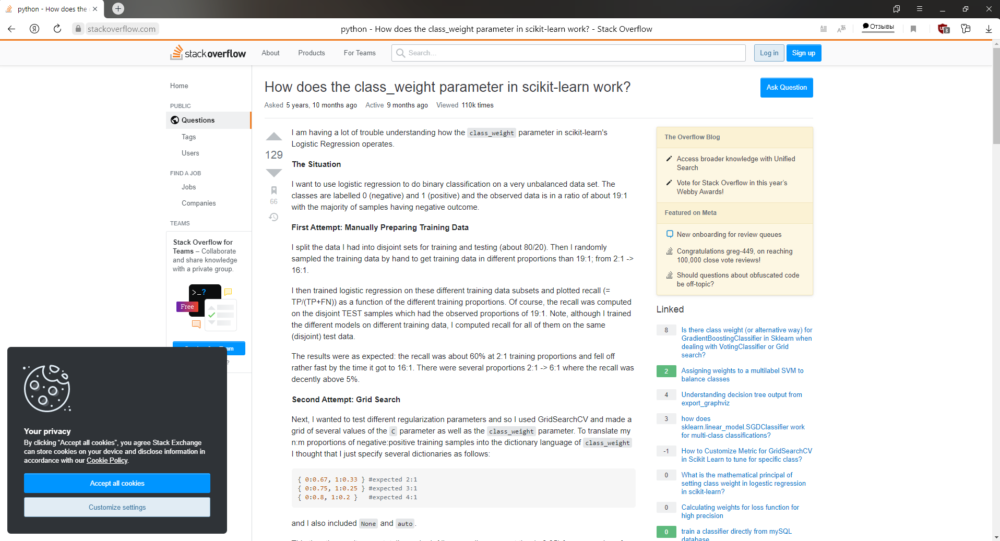 python - How does the
stackoverflow.com
python - How does the class_weight parameter in scikit-learn work? - Stack Overflow
Отзывы
3
stackoverflow
About
Products
For Teams
Search...
Log in
Sign up
Home
PUBLIC
Questions
Tags
Users
FIND A JOB
Jobs
Companies
TEAMS
Stack Overflow for
Teams – Collaborate
and share knowledge
with a private group.
>_?
Free
How does the class_weight parameter in scikit-learn work?
Ask Question
Asked 5 years, 10 months ago Active 9 months ago Viewed 110k times
129
66
I am having a lot of trouble understanding how the class_weight parameter in scikit-learn's
Logistic Regression operates.
The Situation
I want to use logistic regression to do binary classification on a very unbalanced data set. The
classes are labelled 0 (negative) and 1 (positive) and the observed data is in a ratio of about 19:1
with the majority of samples having negative outcome.
First Attempt: Manually Preparing Training Data
I split the data I had into disjoint sets for training and testing (about 80/20). Then I randomly
sampled the training data by hand to get training data in different proportions than 19:1; from 2:1 ->
16:1.
I then trained logistic regression on these different training data subsets and plotted recall (=
TP/(TP+FN)) as a function of the different training proportions. Of course, the recall was computed
on the disjoint TEST samples which had the observed proportions of 19:1. Note, although I trained
the different models on different training data, I computed recall for all of them on the same
(disjoint) test data.
The results were as expected: the recall was about 60% at 2:1 training proportions and fell off
rather fast by the time it got to 16:1. There were several proportions 2:1 -> 6:1 where the recall was
decently above 5%.
Second Attempt: Grid Search
Next, I wanted to test different regularization parameters and so I used GridSearchCV and made a
grid of several values of the C parameter as well as the class_weight parameter. To translate my
n:m proportions of negative:positive training samples into the dictionary language of class_weight
I thought that I just specify several dictionaries as follows:
{ 0:0.67, 1:0.33 } #expected 2:1
{ 0:0.75, 1:0.25 } #expected 3:1
{ 0:0.8, 1:0.2 } #expected 4:1
and I also included None and auto.
The Overflow Blog
Access broader knowledge with Unified
Search
Vote for Stack Overflow in this year's
Webby Awards!
Featured on Meta
New onboarding for review queues
Congratulations greg-449, on reaching
100,000 close vote reviews!
Should questions about obfuscated code
be off-topic?
Linked
8 Is there class weight (or alternative way) for
GradientBoostingClassifier in Sklearn when
dealing with VotingClassifier or Grid
search?
2 Assigning weights to a multilabel SVM to
balance classes
4 Understanding decision tree output from
export_graphviz
3 how does
sklearn.linear_model.SGDClassifier work
for multi-class classifications?
-1 How to Customize Metric for GridSearchCV
in Scikit Learn to tune for specific class?
0 What is the mathematical principal of
setting class weight in logestic regression
in scikit-learn?
0 Calculating weights for loss function for
high precision
0 train a classifier directly from mySQL
database
Your privacy
By clicking “Accept all cookies”, you agree Stack Exchange
can store cookies on your device and disclose information in
accordance with our Cookie Policy.
Accept all cookies
Customize settings